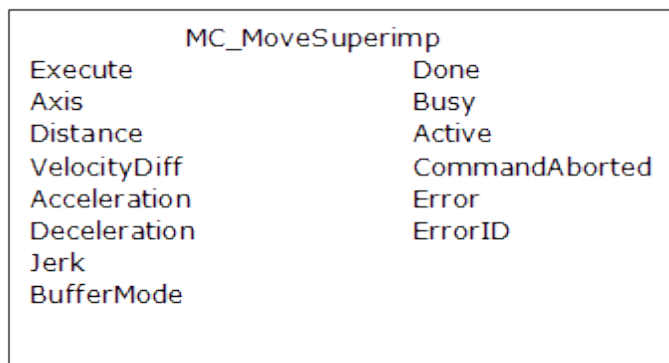 MC_MoveSuperimp
Execute Done
Axis Busy
Distance Active
VelocityDiff CommandAborted
Acceleration Error
Deceleration ErrorID
Jerk
BufferMode